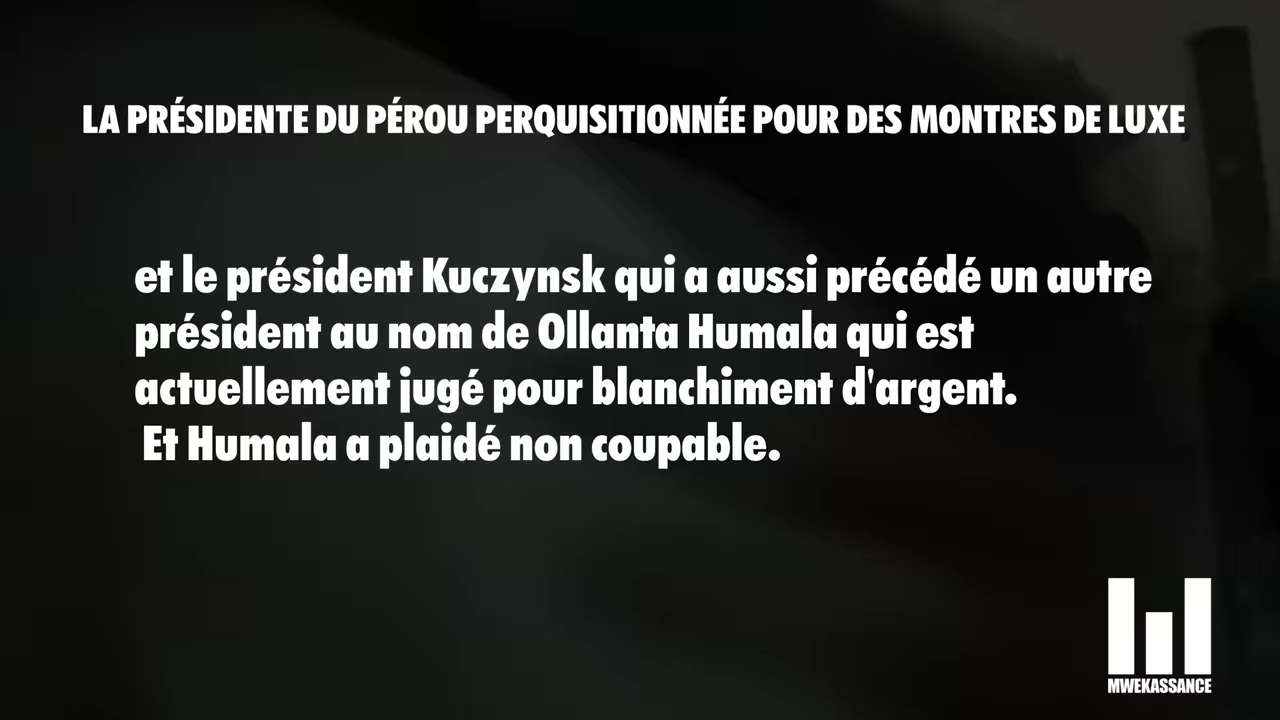 LA PRÉSIDENTE DU PÉROU PERQUISITIONNÉE POUR DES MONTRES DE LUXE
et le président Kuczynsk qui a aussi précédé un autre
président au nom de Ollanta Humala qui est
actuellement jugé pour blanchiment d'argent.
Et Humala a plaidé non coupable.
MWEKASSANCE